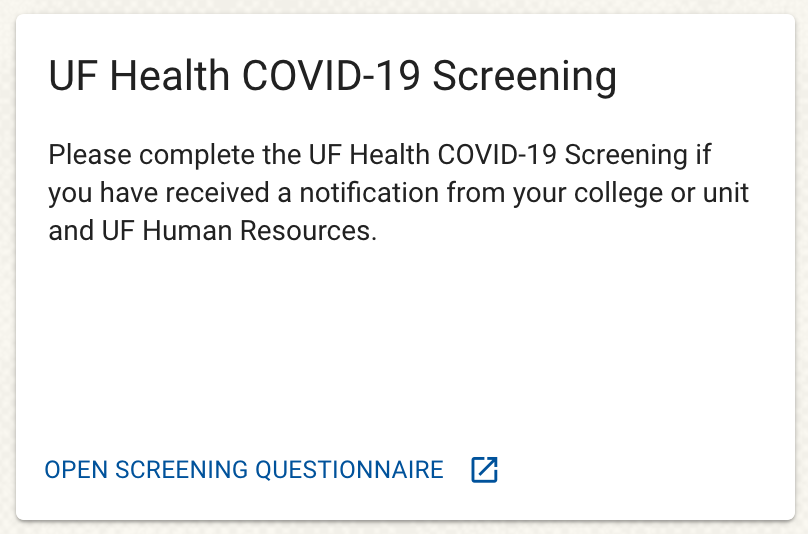 UF Health COVID-19 Screening
Please complete the UF Health COVID-19 Screening if
you have received a notification from your college or unit
and UF Human Resources.
OPEN SCREENING QUESTIONNAIRE